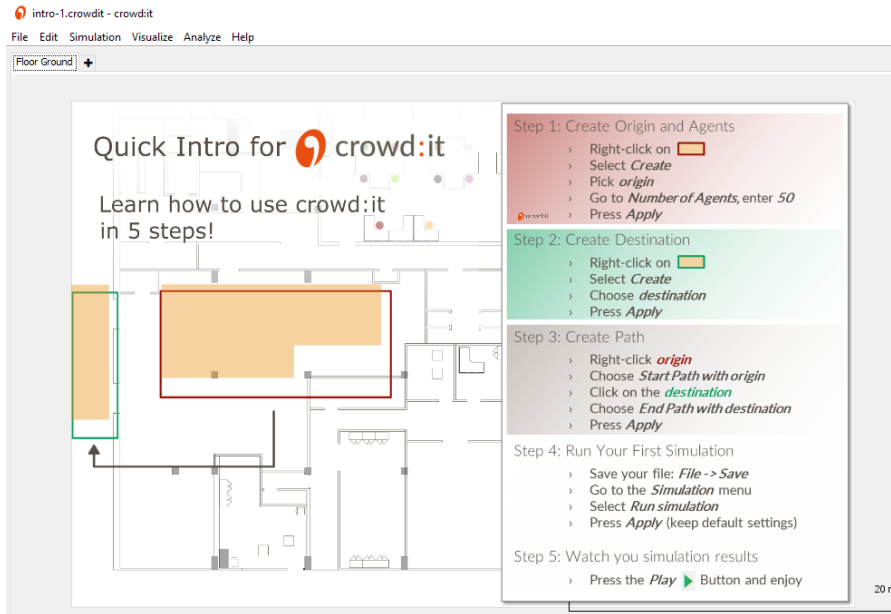 intro-1.crowdit - crowd:it
File Edit Simulation Visualize Analyze Help
Floor Ground
Quick Intro for crowd:it
Learn how to use crowd:it
in 5 steps!
Step 1: Create Origin and Agents
› Right-click on
› Select Create
› Pick origin
› Go to Number of Agents, enter 50
› Press Apply
crowd:it
Step 2: Create Destination
› Right-click on
› Select Create
› Choose destination
› Press Apply
Step 3: Create Path
› Right-click origin
› Choose Start Path with origin
› Click on the destination
› Choose End Path with destination
› Press Apply
Step 4: Run Your First Simulation
› Save your file: File -> Save
› Go to the Simulation menu
› Select Run simulation
› Press Apply (keep default settings)
Step 5: Watch you simulation results
› Press the Play Button and enjoy
20